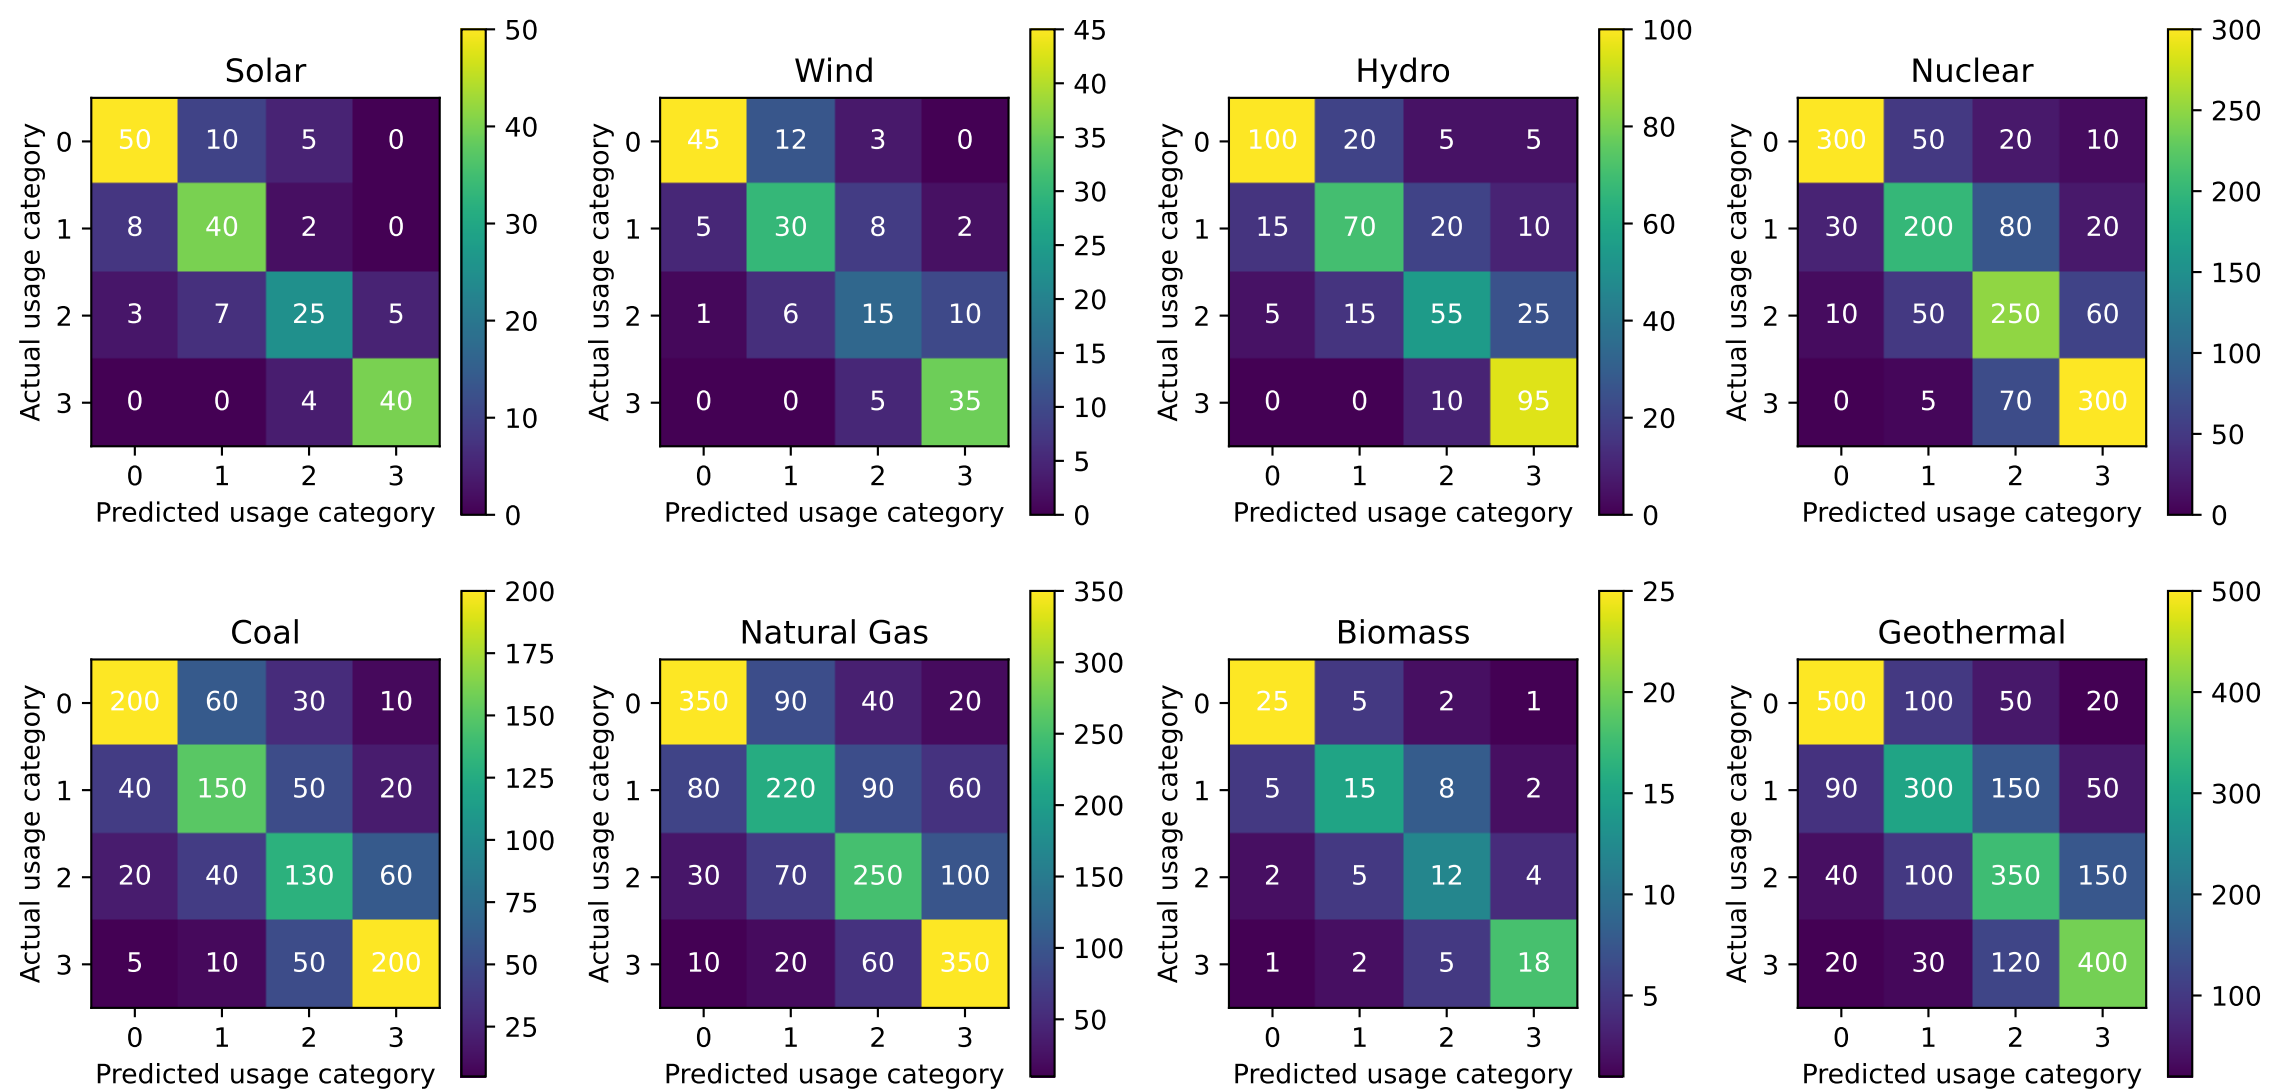 Solar
Actual usage category
0 50 10 5 0
1 8 40 2 0
2 3 7 25 5
3 0 0 4 40
0 1 2 3
Predicted usage category
50
40
30
20
10
0
Wind
Actual usage category
0 45 12 3 0
1 5 30 8 2
2 1 6 15 10
3 0 0 5 35
0 1 2 3
Predicted usage category
45
40
35
30
25
20
15
10
5
0
Hydro
Actual usage category
0 100 20 5 5
1 15 70 20 10
2 5 15 55 25
3 0 0 10 95
0 1 2 3
Predicted usage category
100
80
60
40
20
0
Nuclear
Actual usage category
0 300 50 20 10
1 30 200 80 20
2 10 50 250 60
3 0 5 70 300
0 1 2 3
Predicted usage category
300
250
200
150
100
50
0
Coal
Actual usage category
0 200 60 30 10
1 40 150 50 20
2 20 40 130 60
3 5 10 50 200
0 1 2 3
Predicted usage category
200
175
150
125
100
75
50
25
Natural Gas
Actual usage category
0 350 90 40 20
1 80 220 90 60
2 30 70 250 100
3 10 20 60 350
0 1 2 3
Predicted usage category
350
300
250
200
150
100
50
Biomass
Actual usage category
0 25 5 2 1
1 5 15 8 2
2 2 5 12 4
3 1 2 5 18
0 1 2 3
Predicted usage category
25
20
15
10
5
Geothermal
Actual usage category
0 500 100 50 20
1 90 300 150 50
2 40 100 350 150
3 20 30 120 400
0 1 2 3
Predicted usage category
500
400
300
200
100